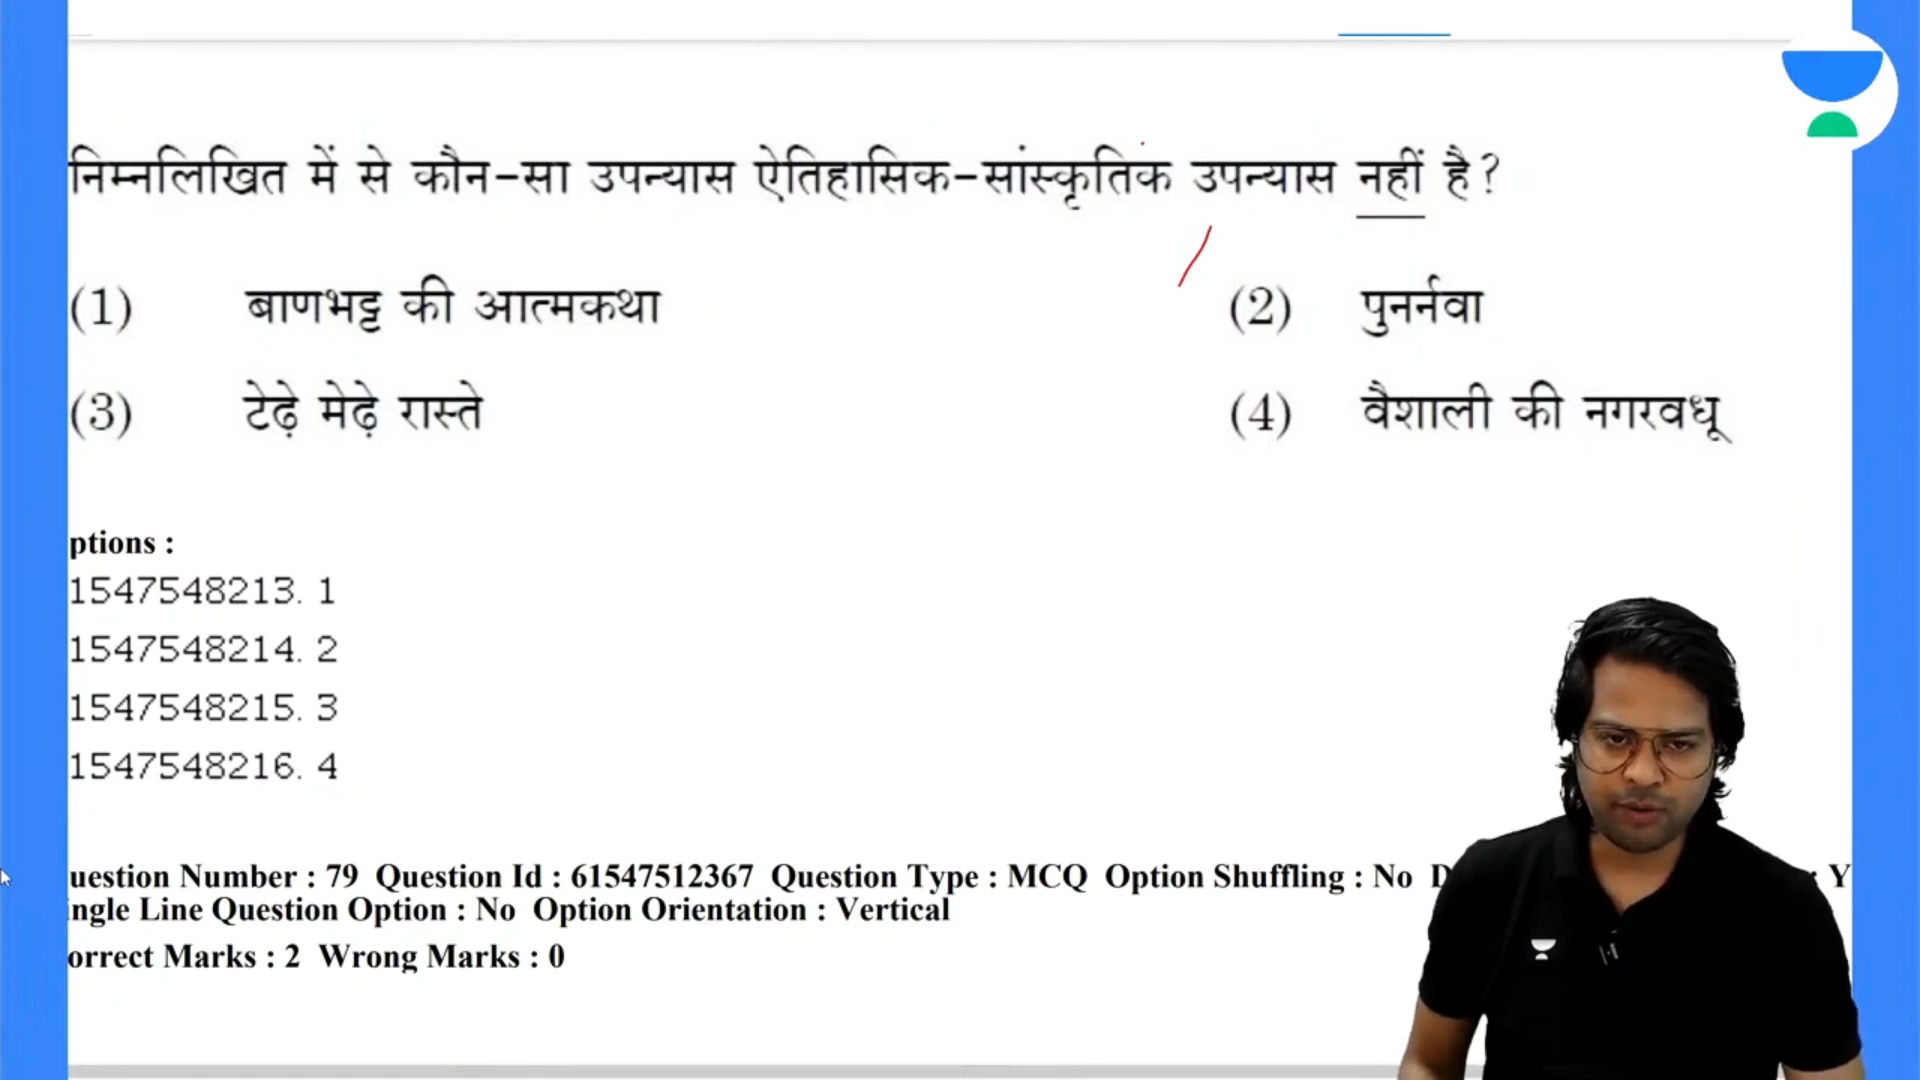 निम्नलिखित में से कौन-सा उपन्यास ऐतिहासिक-सांस्कृतिक उपन्यास नहीं है?
(1) बाणभट्ट की आत्मकथा (2) पुनर्नवा
(3) टेढ़े मेढ़े रास्ते (4) वैशाली की नगरवधू
ptions :
1547548213. 1
1547548214. 2
1547548215. 3
1547548216. 4
uestion Number : 79 Question Id : 61547512367 Question Type : MCQ Option Shuffling : No D : Y
ingle Line Question Option : No Option Orientation : Vertical
orrect Marks : 2 Wrong Marks : 0